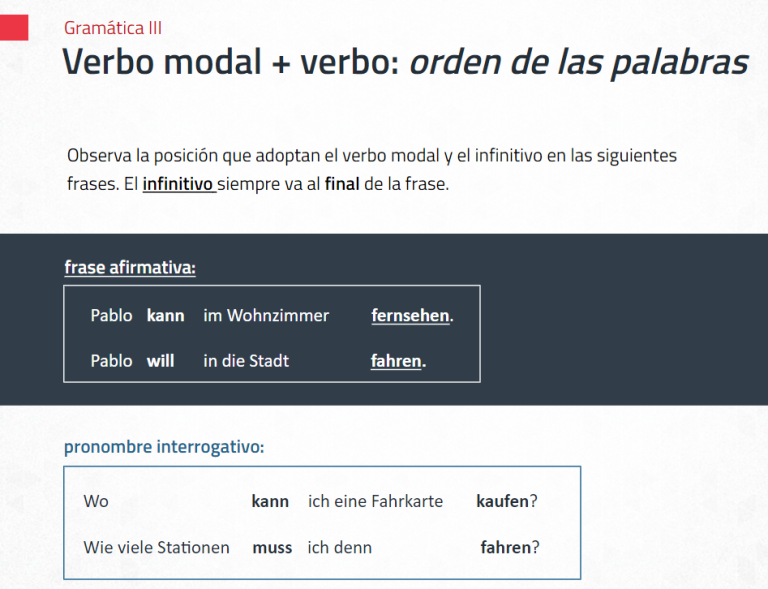 Gramática III
Verbo modal + verbo: orden de las palabras
Observa la posición que adoptan el verbo modal y el infinitivo en las siguientes
frases. El infinitivo siempre va al final de la frase.
frase afirmativa:
Pablo kann im Wohnzimmer fernsehen.
Pablo will in die Stadt fahren.
pronombre interrogativo:
Wo kann ich eine Fahrkarte kaufen?
Wie viele Stationen muss ich denn fahren?